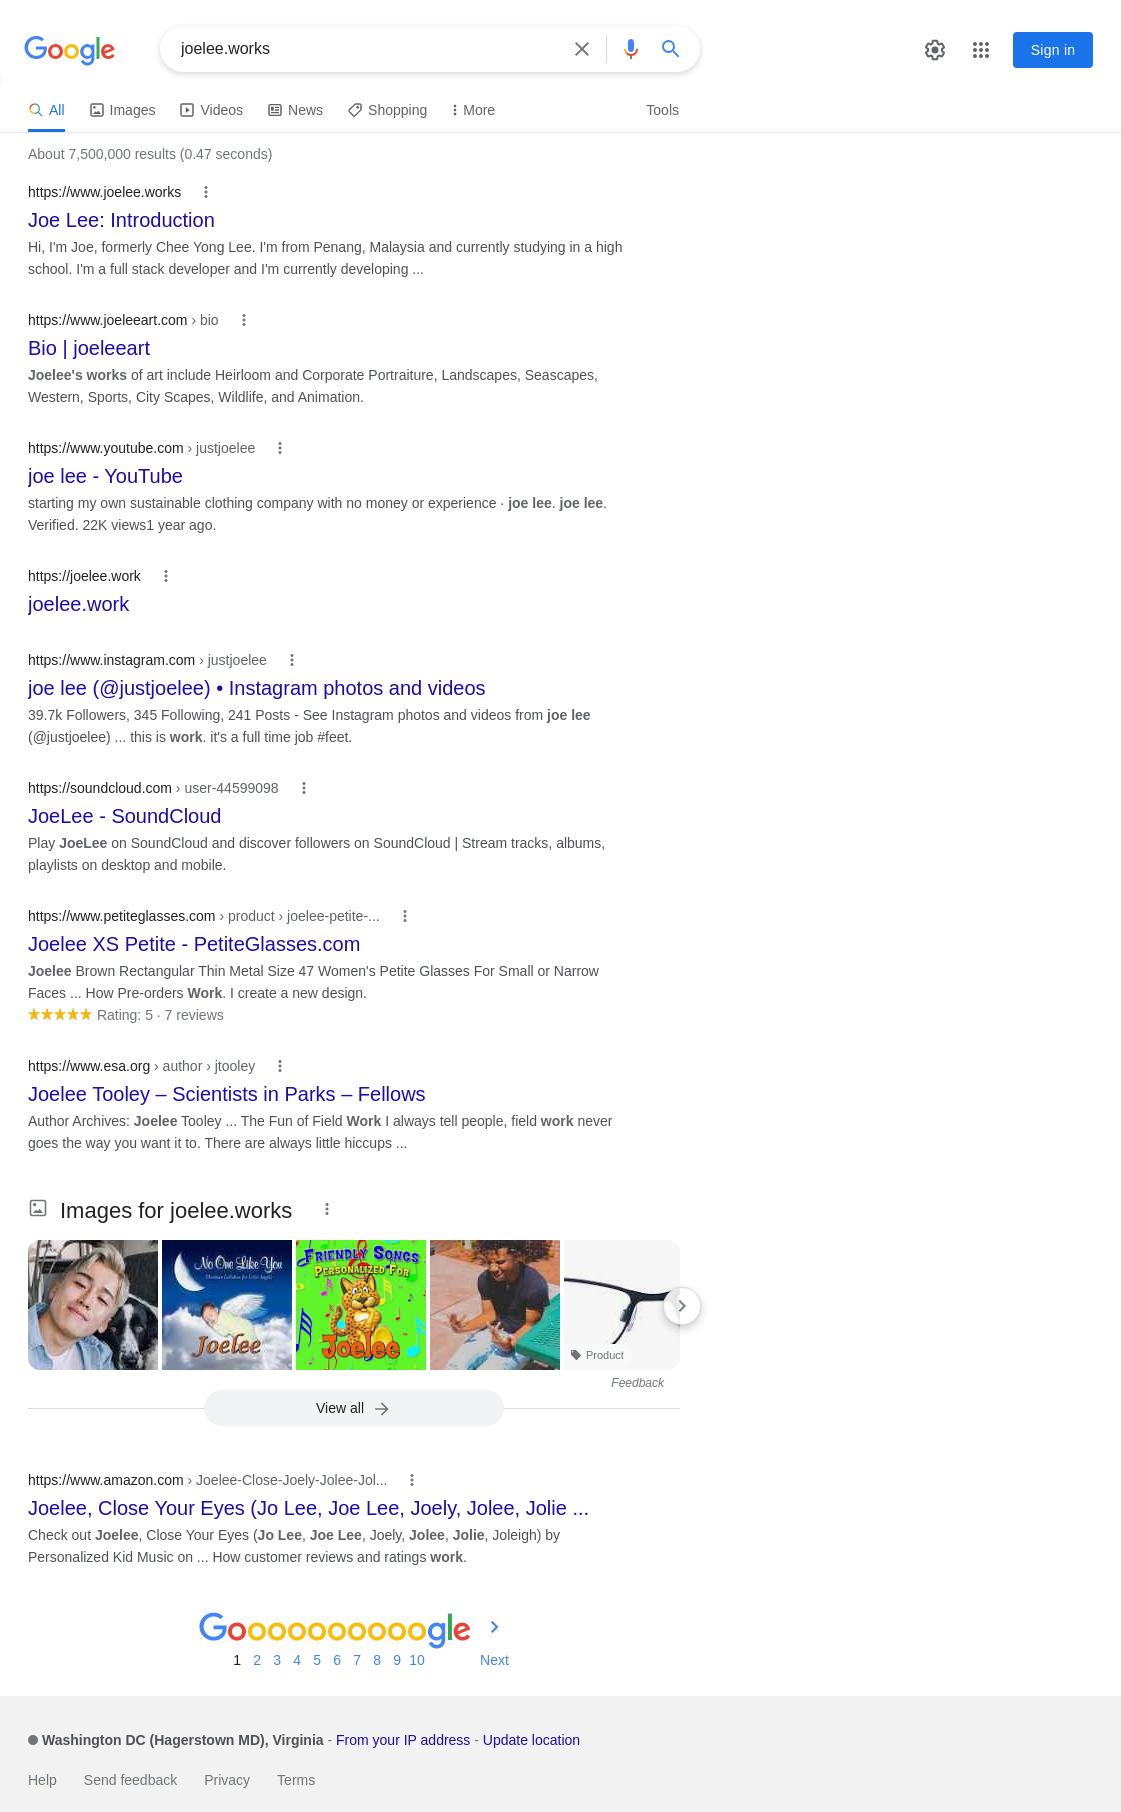 Google
joelee.works
Sign in
All
Images
Videos
News
Shopping
More
Tools
About 7,500,000 results (0.47 seconds)
https://www.joelee.works
Joe Lee: Introduction
Hi, I'm Joe, formerly Chee Yong Lee. I'm from Penang, Malaysia and currently studying in a high
school. I'm a full stack developer and I'm currently developing ...
https://www.joeleeart.com › bio
Bio | joeleeart
Joelee's works of art include Heirloom and Corporate Portraiture, Landscapes, Seascapes,
Western, Sports, City Scapes, Wildlife, and Animation.
https://www.youtube.com › justjoelee
joe lee - YouTube
starting my own sustainable clothing company with no money or experience · joe lee. joe lee.
Verified. 22K views1 year ago.
https://joelee.work
joelee.work
https://www.instagram.com › justjoelee
joe lee (@justjoelee) • Instagram photos and videos
39.7k Followers, 345 Following, 241 Posts - See Instagram photos and videos from joe lee
(@justjoelee) ... this is work. it's a full time job #feet.
https://soundcloud.com › user-44599098
JoeLee - SoundCloud
Play JoeLee on SoundCloud and discover followers on SoundCloud | Stream tracks, albums,
playlists on desktop and mobile.
https://www.petiteglasses.com › product › joelee-petite-...
Joelee XS Petite - PetiteGlasses.com
Joelee Brown Rectangular Thin Metal Size 47 Women's Petite Glasses For Small or Narrow
Faces ... How Pre-orders Work. I create a new design.
Rating: 5 · 7 reviews
https://www.esa.org › author › jtooley
Joelee Tooley – Scientists in Parks – Fellows
Author Archives: Joelee Tooley ... The Fun of Field Work I always tell people, field work never
goes the way you want it to. There are always little hiccups ...
Images for joelee.works
No One Like You
Joelee
FRIENDLY SONGS
PERSONALIZED FOR
Joelee
Product
Feedback
View all
https://www.amazon.com › Joelee-Close-Joely-Jolee-Jol...
Joelee, Close Your Eyes (Jo Lee, Joe Lee, Joely, Jolee, Jolie ...
Check out Joelee, Close Your Eyes (Jo Lee, Joe Lee, Joely, Jolee, Jolie, Joleigh) by
Personalized Kid Music on ... How customer reviews and ratings work.
Goooooooooogle
1 2 3 4 5 6 7 8 9 10 Next
Washington DC (Hagerstown MD), Virginia - From your IP address - Update location
Help Send feedback Privacy Terms